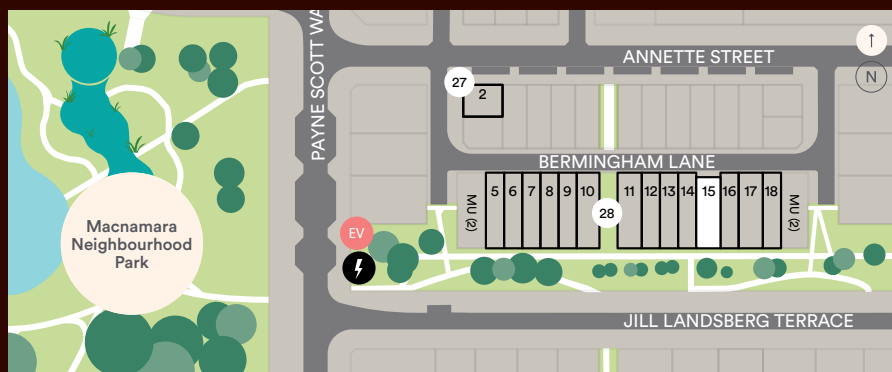 PAYNE SCOTT WA
ANNETTE STREET
↑
N
27
2
BERMINGHAM LANE
MU (2)
5 6 7 8 9 10
28
11 12 13 14 15 16 17 18
MU (2)
Macnamara
Neighbourhood
Park
EV
JILL LANDSBERG TERRACE